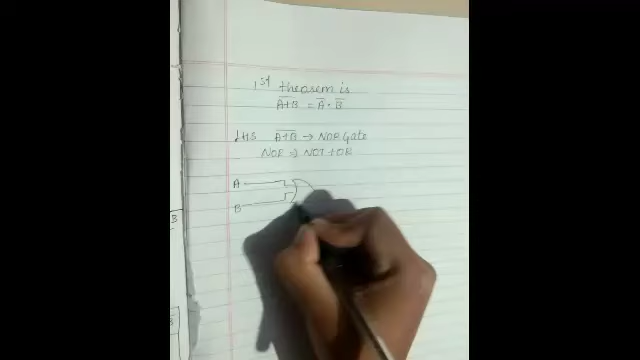 1st theorem is
A̅+̅B̅ = A̅ · B̅
LHS A̅+̅B̅ → NOR Gate
NOR → NOT + OR
A
B